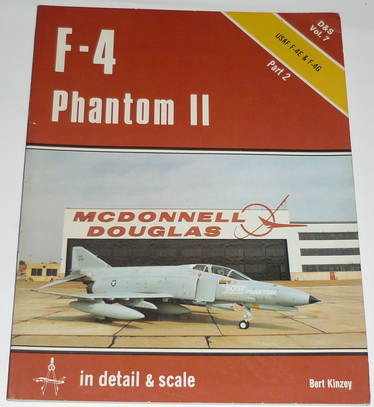 D&S
Vol. 7
USAF F-4E & F-4G
Part 2
F-4
Phantom II
MCDONNELL
DOUGLAS
in detail & scale
Bert Kinzey